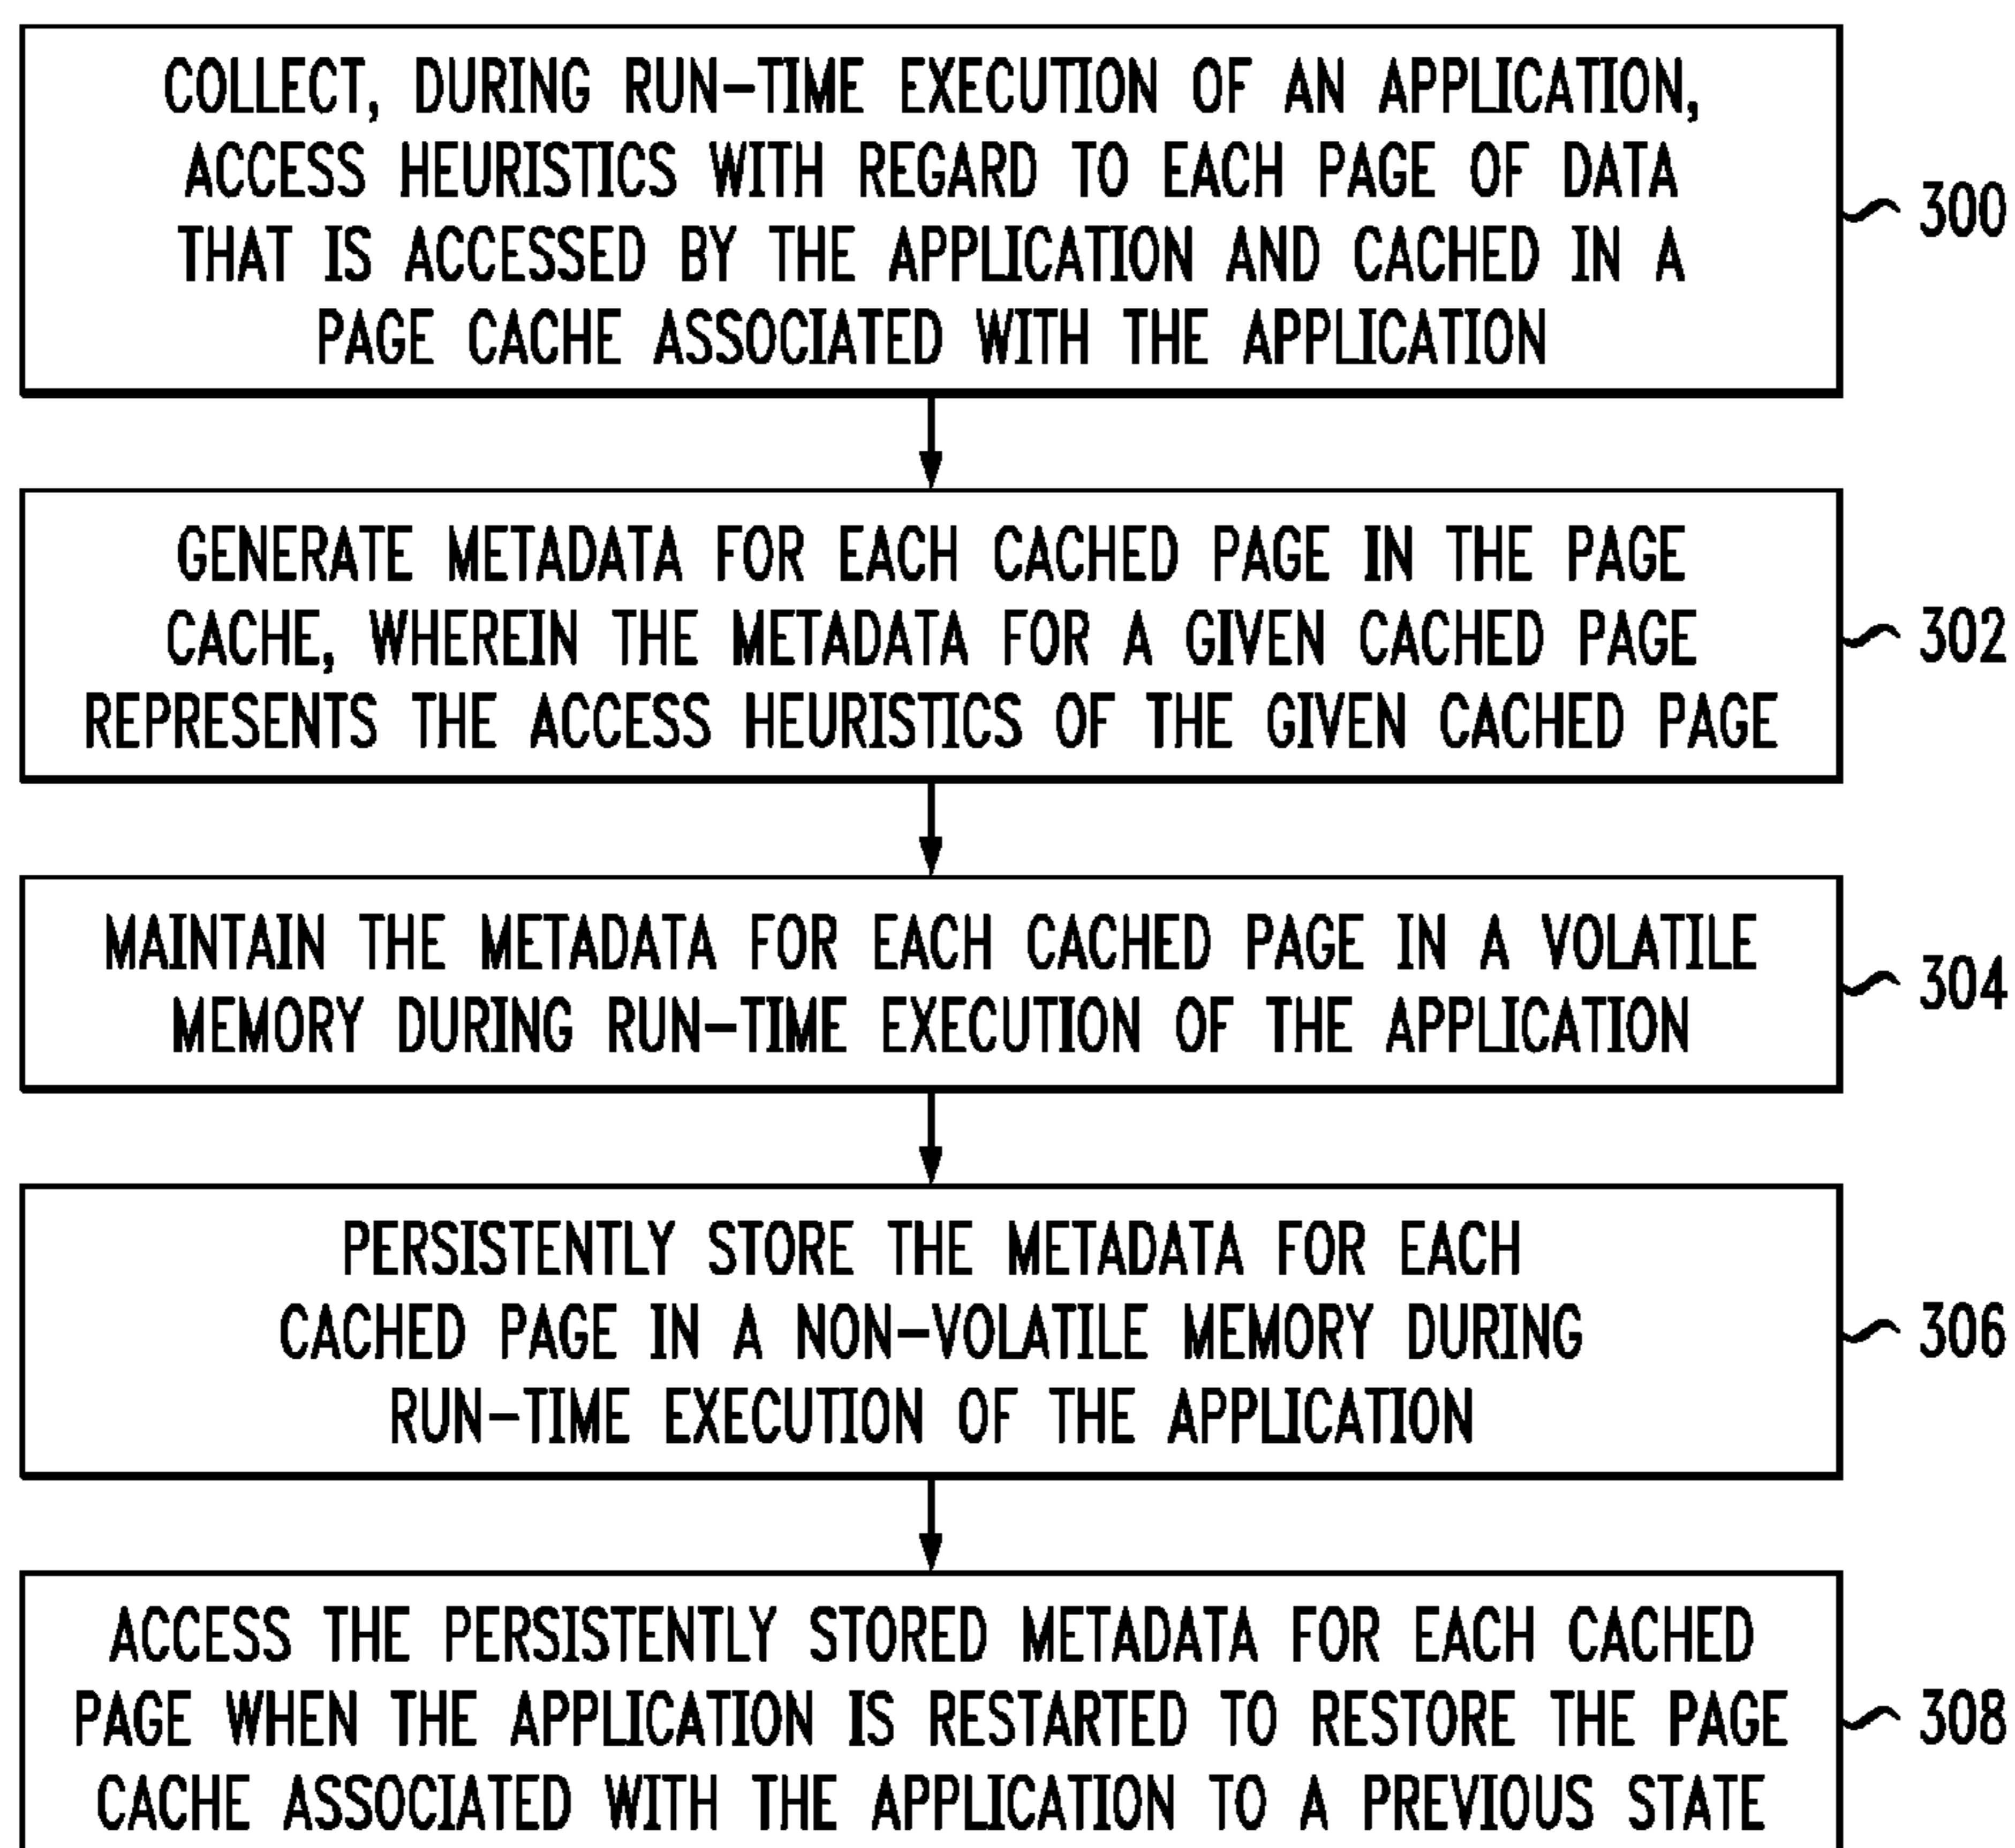 COLLECT, DURING RUN-TIME EXECUTION OF AN APPLICATION,
ACCESS HEURISTICS WITH REGARD TO EACH PAGE OF DATA
THAT IS ACCESSED BY THE APPLICATION AND CACHED IN A
PAGE CACHE ASSOCIATED WITH THE APPLICATION
300
GENERATE METADATA FOR EACH CACHED PAGE IN THE PAGE
CACHE, WHEREIN THE METADATA FOR A GIVEN CACHED PAGE
REPRESENTS THE ACCESS HEURISTICS OF THE GIVEN CACHED PAGE
302
MAINTAIN THE METADATA FOR EACH CACHED PAGE IN A VOLATILE
MEMORY DURING RUN-TIME EXECUTION OF THE APPLICATION
304
PERSISTENTLY STORE THE METADATA FOR EACH
CACHED PAGE IN A NON-VOLATILE MEMORY DURING
RUN-TIME EXECUTION OF THE APPLICATION
306
ACCESS THE PERSISTENTLY STORED METADATA FOR EACH CACHED
PAGE WHEN THE APPLICATION IS RESTARTED TO RESTORE THE PAGE
CACHE ASSOCIATED WITH THE APPLICATION TO A PREVIOUS STATE
308